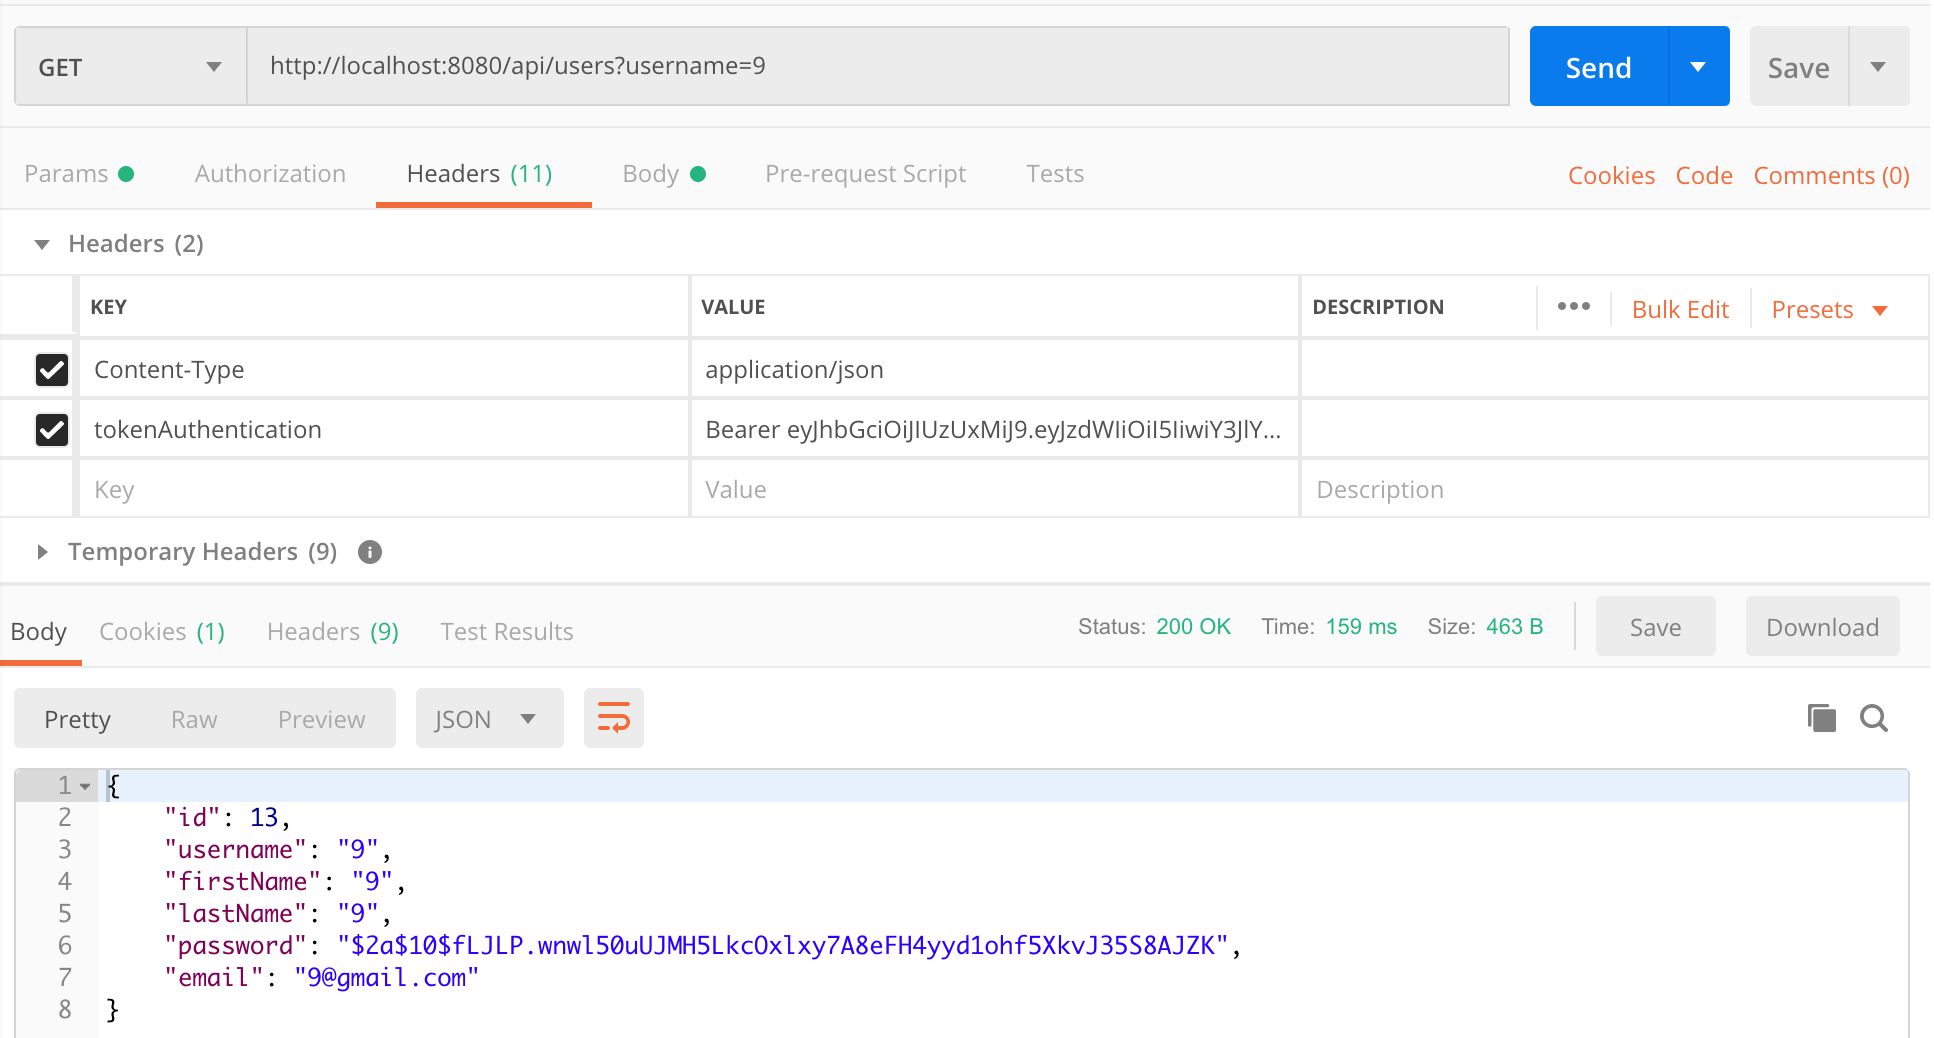 GET http://localhost:8080/api/users?username=9 Send Save
Params Authorization Headers (11) Body Pre-request Script Tests Cookies Code Comments (0)
Headers (2)
KEY VALUE DESCRIPTION ••• Bulk Edit Presets
Content-Type application/json
tokenAuthentication Bearer eyJhbGciOiJIUzUxMiJ9.eyJzdWIiOiI5IiwiY3JlY...
Key Value Description
Temporary Headers (9)
Body Cookies (1) Headers (9) Test Results Status: 200 OK Time: 159 ms Size: 463 B Save Download
Pretty Raw Preview JSON
1 {
2 "id": 13,
3 "username": "9",
4 "firstName": "9",
5 "lastName": "9",
6 "password": "$2a$10$fLJLP.wnwl50uUJMH5LkcOxlxy7A8eFH4yyd1ohf5XkvJ35S8AJZK",
7 "email": "9@gmail.com"
8 }